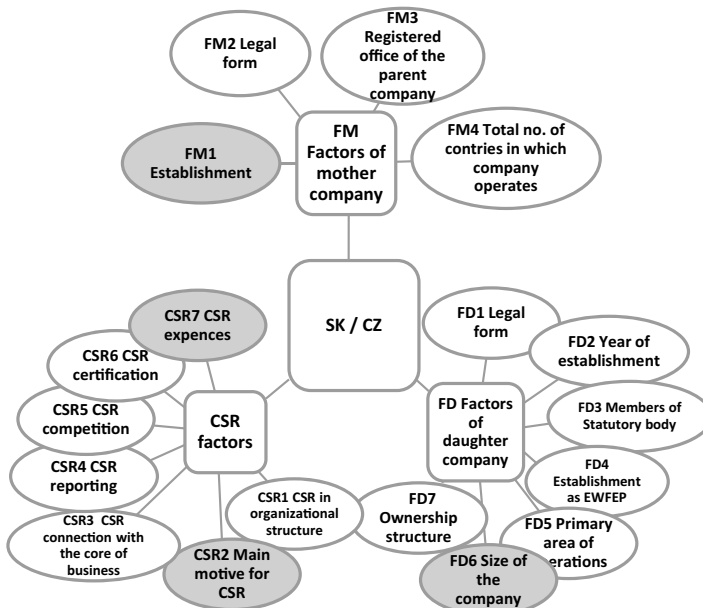 FM3
Registered
office of the
parent
company
FM2 Legal
form
FM
Factors of
mother
company
FM4 Total no. of
contries in which
company
operates
FM1
Establishment
SK / CZ
CSR7 CSR
expences
CSR6 CSR
certification
CSR5 CSR
competition
CSR4 CSR
reporting
CSR3 CSR
connection with
the core of
business
CSR
factors
CSR1 CSR in
organizational
structure
CSR2 Main
motive for
CSR
FD1 Legal
form
FD2 Year of
establishment
FD Factors
of
daughter
company
FD3 Members of
Statutory body
FD4
Establishment
as EWFEP
FD5 Primary
area of
erations
FD7
Ownership
structure
FD6 Size of
the
company